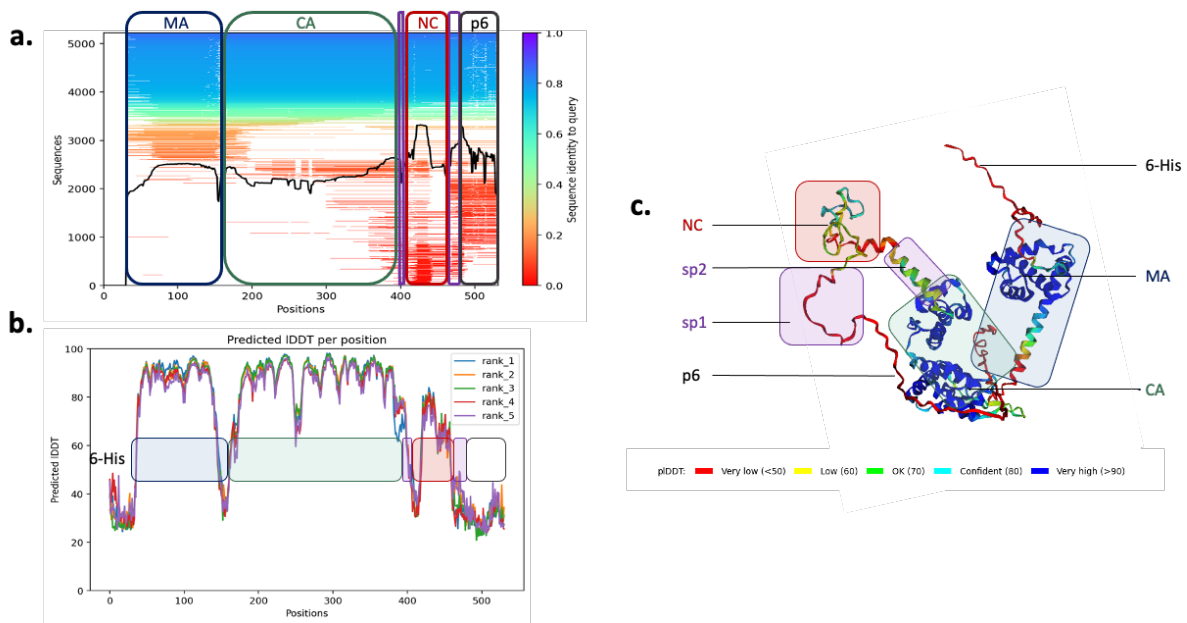 a.
MA
CA
NC
p6
5000
4000
3000
2000
1000
0
Sequences
100
200
300
400
500
Positions
1.0
0.8
0.6
0.4
0.2
0.0
Sequence identity to query
b.
Predicted lDDT per position
100
80
60
40
20
0
Predicted lDDT
6-His
rank_1
rank_2
rank_3
rank_4
rank_5
0
100
200
300
400
500
Positions
c.
NC
sp2
sp1
p6
6-His
MA
CA
plDDT:
Very low (<50)
Low (60)
OK (70)
Confident (80)
Very high (>90)